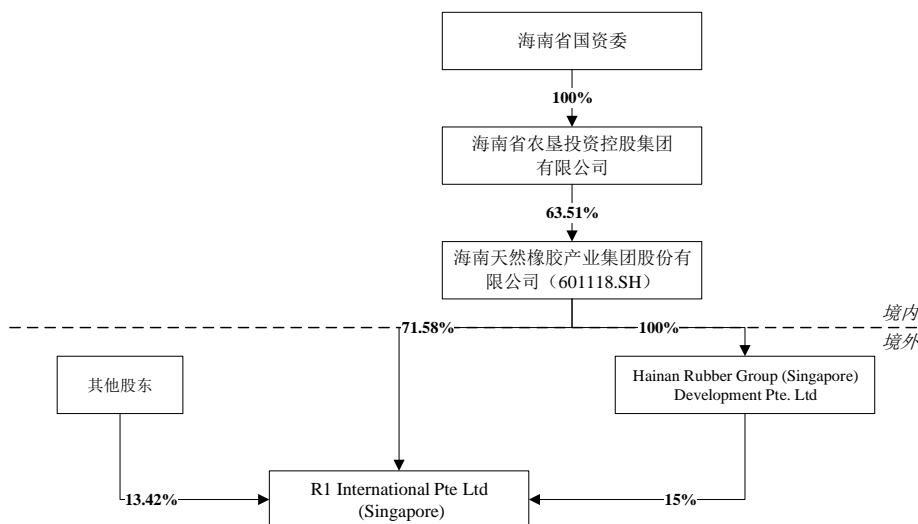 海南省国资委
100%
海南省农垦投资控股集团
有限公司
63.51%
海南天然橡胶产业集团股份有
限公司（601118.SH）
境内
71.58%
100%
境外
其他股东
Hainan Rubber Group (Singapore)
Development Pte. Ltd
13.42%
R1 International Pte Ltd
(Singapore)
15%